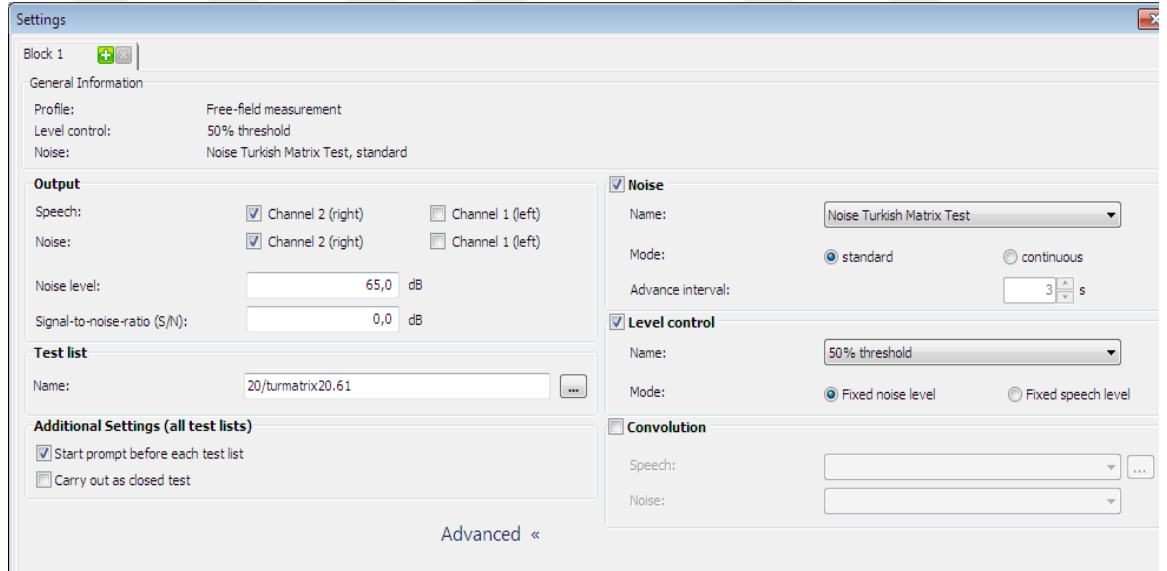 Settings
Block 1
General Information
Profile: Free-field measurement
Level control: 50% threshold
Noise: Noise Turkish Matrix Test, standard
Output
Speech: Channel 2 (right) Channel 1 (left)
Noise: Channel 2 (right) Channel 1 (left)
Noise level: 65,0 dB
Signal-to-noise-ratio (S/N): 0,0 dB
Test list
Name: 20/turmatrix20.61 ...
Additional Settings (all test lists)
Start prompt before each test list
Carry out as closed test
Noise
Name: Noise Turkish Matrix Test
Mode: standard continuous
Advance interval: 3 s
Level control
Name: 50% threshold
Mode: Fixed noise level Fixed speech level
Convolution
Speech: ...
Noise:
Advanced «